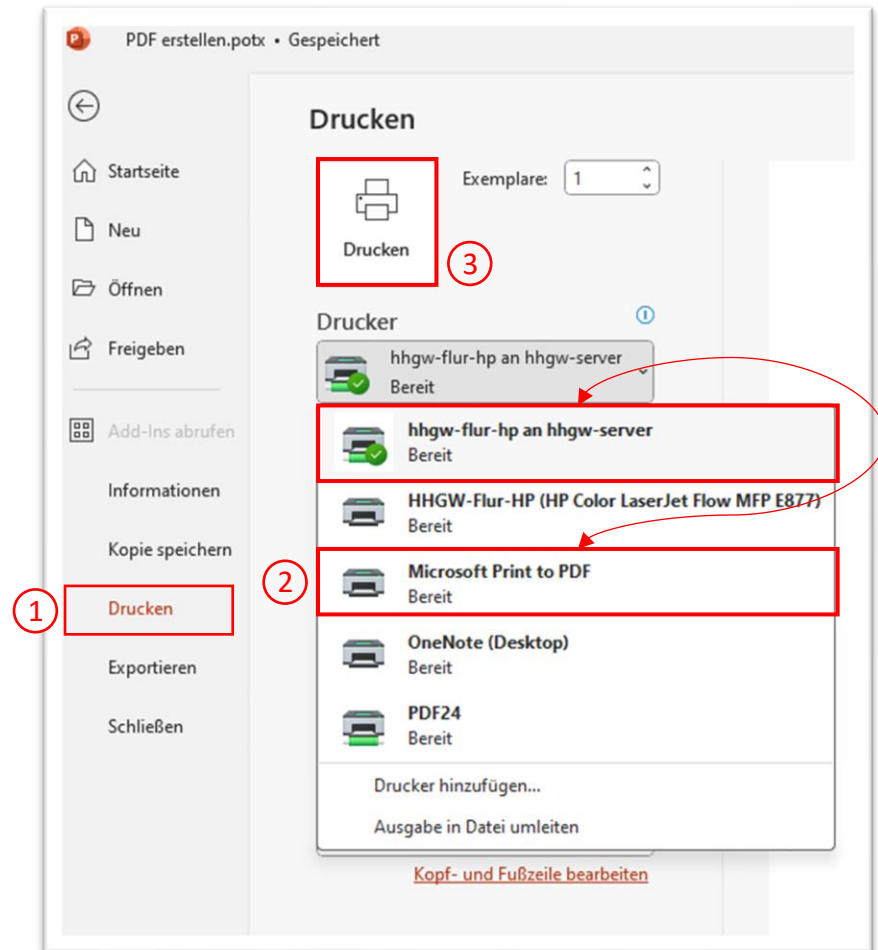 PDF erstellen.potx • Gespeichert
Drucken
Startseite
Exemplare: 1
Neu
Drucken
3
Öffnen
Drucker
Freigeben
hhgw-flur-hp an hhgw-server
Bereit
Add-Ins abrufen
hhgw-flur-hp an hhgw-server
Bereit
Informationen
HHGW-Flur-HP (HP Color LaserJet Flow MFP E877)
Bereit
Kopie speichern
2
Microsoft Print to PDF
Bereit
1
Drucken
OneNote (Desktop)
Bereit
Exportieren
PDF24
Bereit
Schließen
Drucker hinzufügen...
Ausgabe in Datei umleiten
Kopf- und Fußzeile bearbeiten